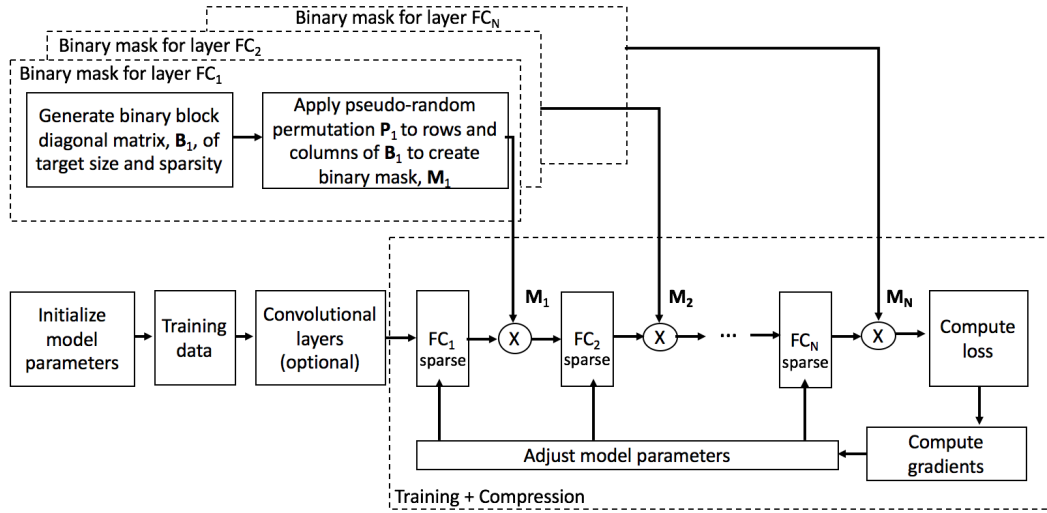 Binary mask for layer FC_N
Binary mask for layer FC_2
Binary mask for layer FC_1
Generate binary block
diagonal matrix, B_1, of
target size and sparsity
Apply pseudo-random
permutation P_1 to rows and
columns of B_1 to create
binary mask, M_1
Initialize
model
parameters
Training
data
Convolutional
layers
(optional)
FC_1
sparse
X
M_1
FC_2
sparse
X
M_2
...
FC_N
sparse
X
M_N
Compute
loss
Adjust model parameters
Compute
gradients
Training + Compression